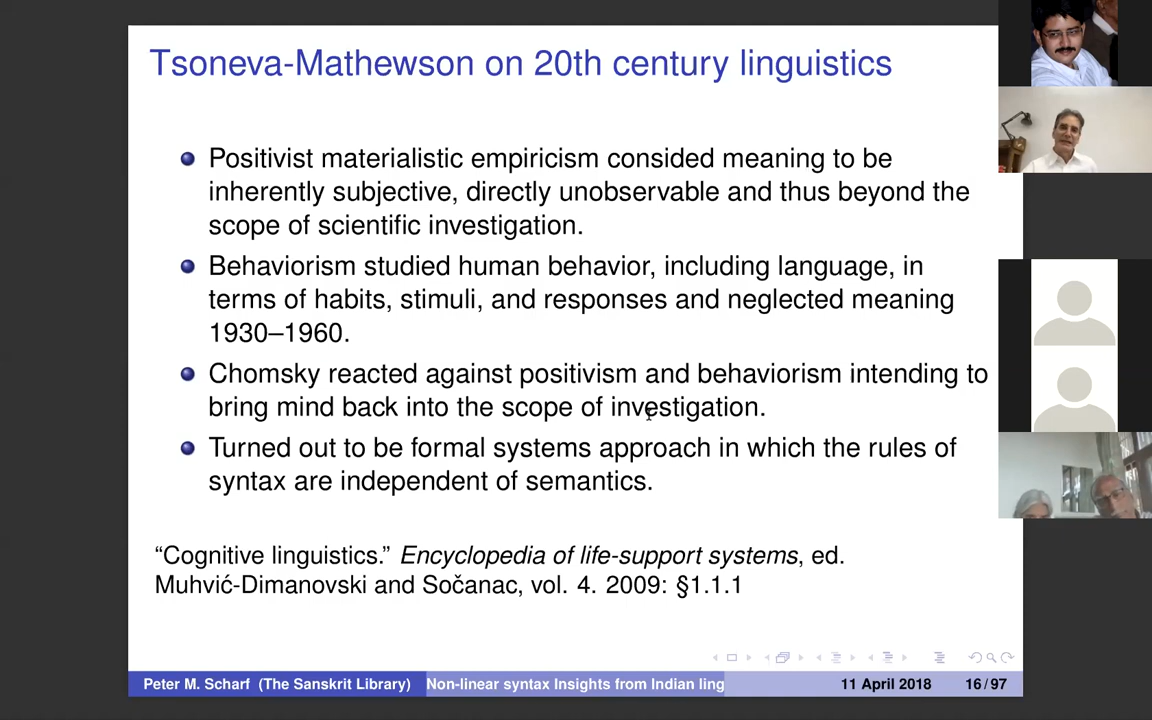 Tsoneva-Mathewson on 20th century linguistics
Positivist materialistic empiricism consided meaning to be
inherently subjective, directly unobservable and thus beyond the
scope of scientific investigation.
Behaviorism studied human behavior, including language, in
terms of habits, stimuli, and responses and neglected meaning
1930–1960.
Chomsky reacted against positivism and behaviorism intending to
bring mind back into the scope of investigation.
Turned out to be formal systems approach in which the rules of
syntax are independent of semantics.
“Cognitive linguistics.” Encyclopedia of life-support systems, ed.
Muhvić-Dimanovski and Sočanac, vol. 4. 2009: §1.1.1
Peter M. Scharf (The Sanskrit Library) Non-linear syntax Insights from Indian ling 11 April 2018 16 / 97